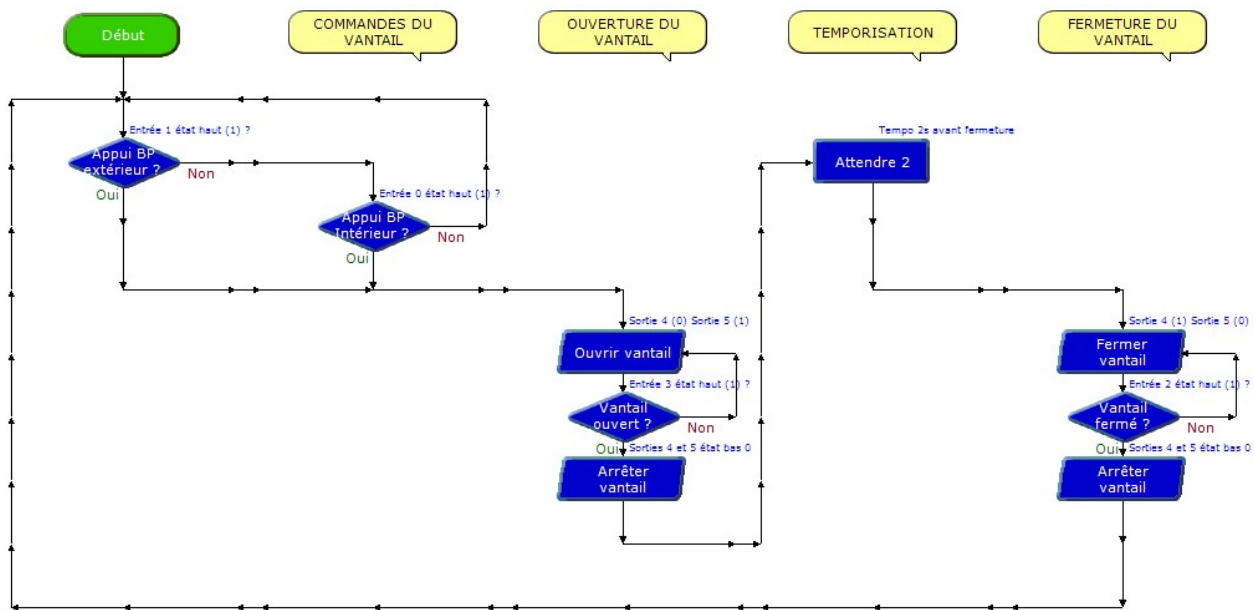 Début
COMMANDES DU
VANTAIL
OUVERTURE DU
VANTAIL
TEMPORISATION
FERMETURE DU
VANTAIL
Entrée 1 état haut (1) ?
Appui BP
extérieur ?
Non
Oui
Entrée 0 état haut (1) ?
Appui BP
Intérieur ?
Non
Oui
Sortie 4 (0) Sortie 5 (1)
Ouvrir vantail
Entrée 3 état haut (1) ?
Vantail
ouvert ?
Non
Oui
Sorties 4 et 5 état bas 0
Arrêter
vantail
Tempo 2s avant fermeture
Attendre 2
Sortie 4 (1) Sortie 5 (0)
Fermer
vantail
Entrée 2 état haut (1) ?
Vantail
fermé ?
Non
Oui
Sorties 4 et 5 état bas 0
Arrêter
vantail